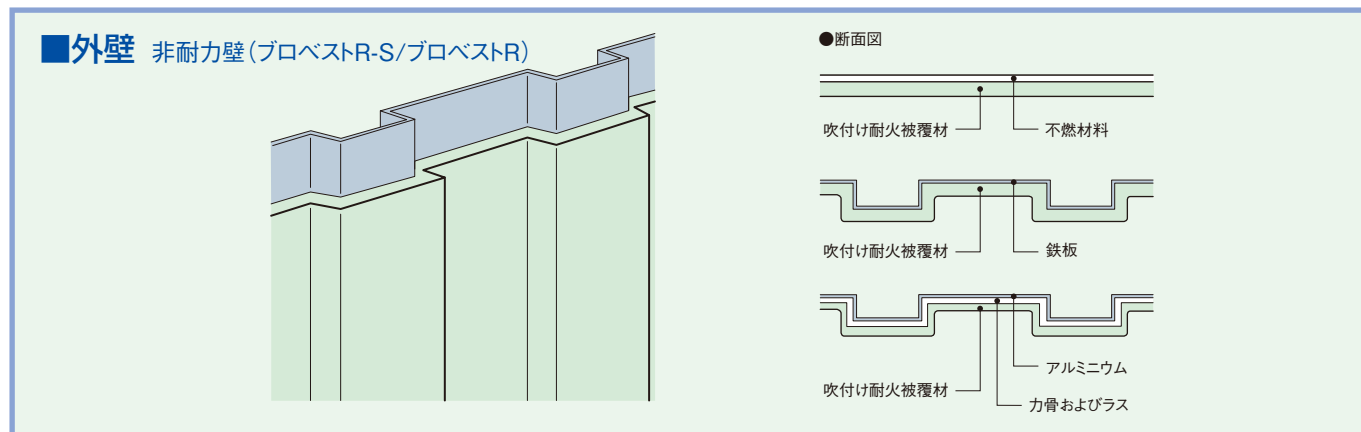 ■外壁 非耐力壁(ブロベストR-S/ブロベストR)
●断面図
吹付け耐火被覆材 不燃材料
吹付け耐火被覆材 鉄板
アルミニウム
吹付け耐火被覆材
力骨およびラス